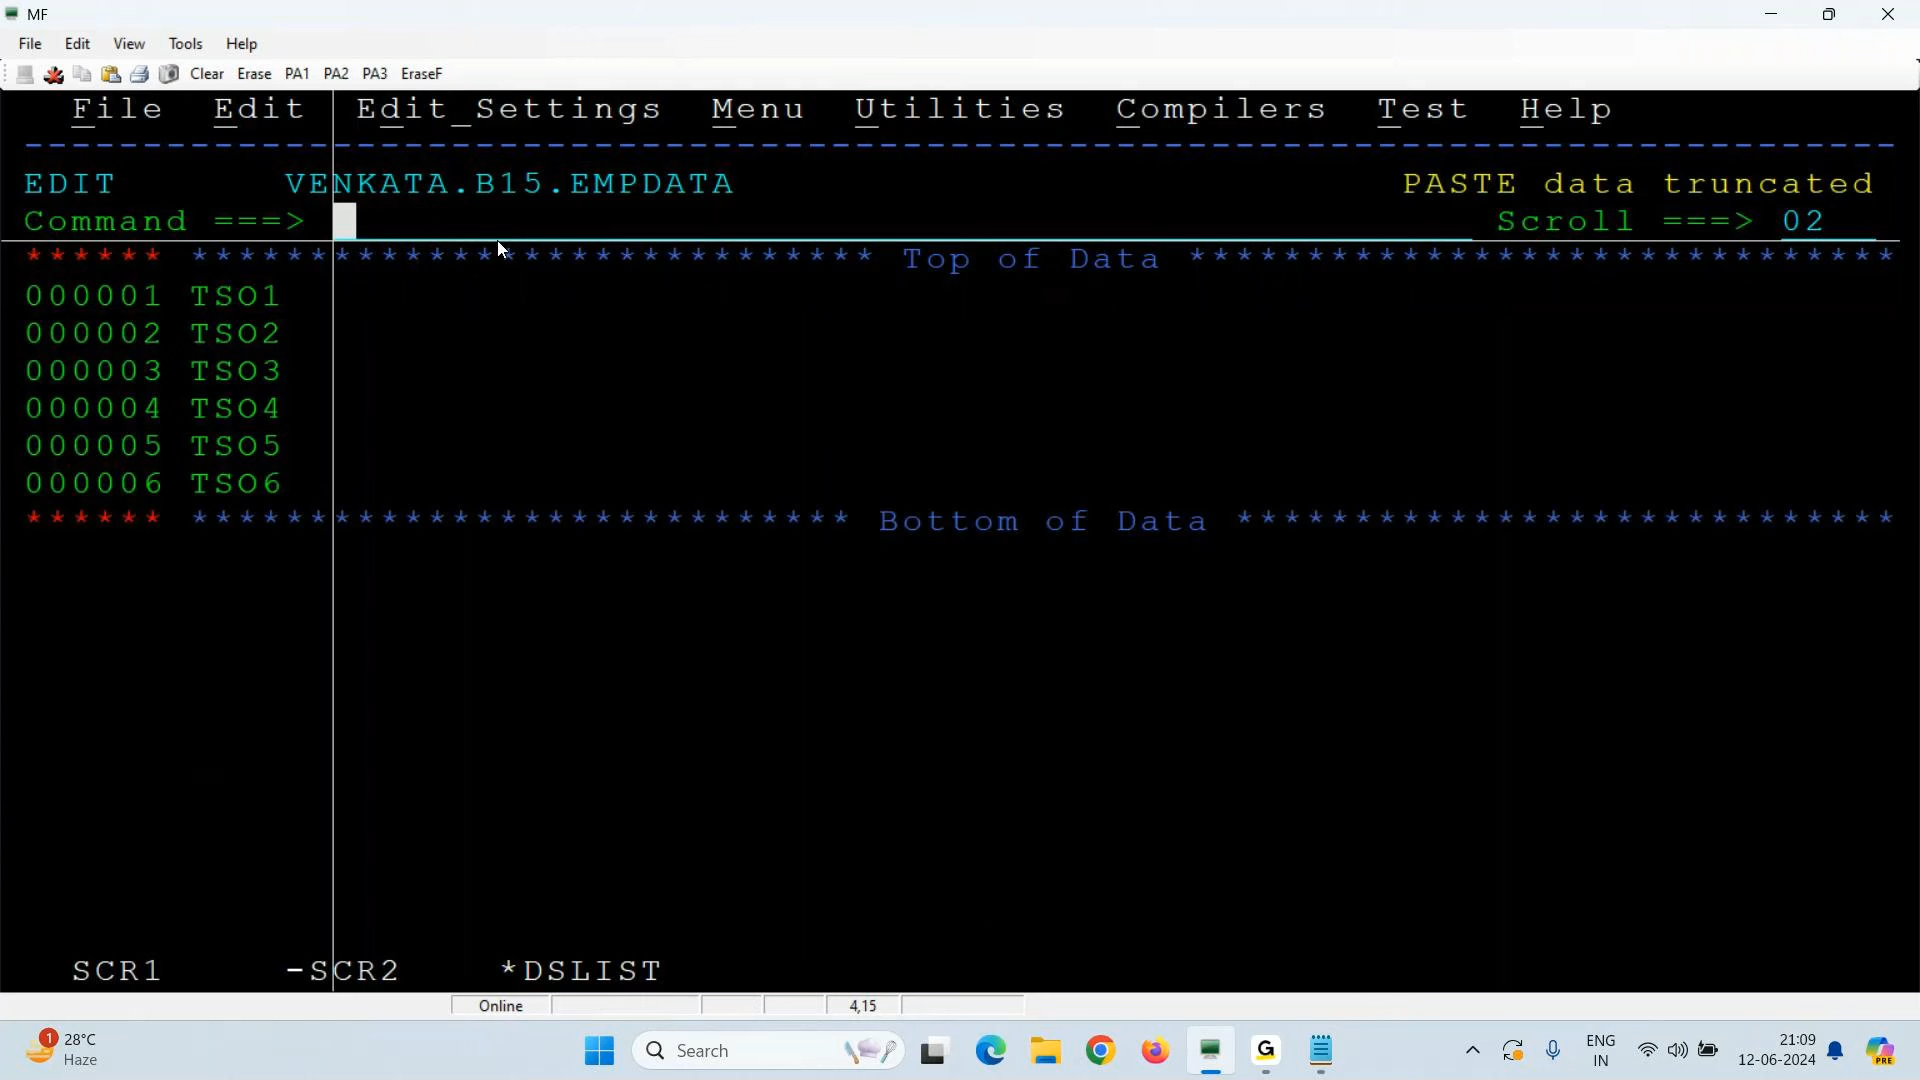 MF
File Edit View Tools Help
Clear Erase PA1 PA2 PA3 EraseF
File Edit Edit_Settings Menu Utilities Compilers Test Help
--------------------------------------------------------------------------------
EDIT VENKATA.B15.EMPDATA PASTE data truncated
Command ===> Scroll ===> 02
****** ***************************** Top of Data ******************************
000001 TSO1
000002 TSO2
000003 TSO3
000004 TSO4
000005 TSO5
000006 TSO6
****** **************************** Bottom of Data ****************************
SCR1 -SCR2 *DSLIST
Online 4,15
1 28°C
Haze
Search
G
ENG
IN
21:09
12-06-2024
PRE